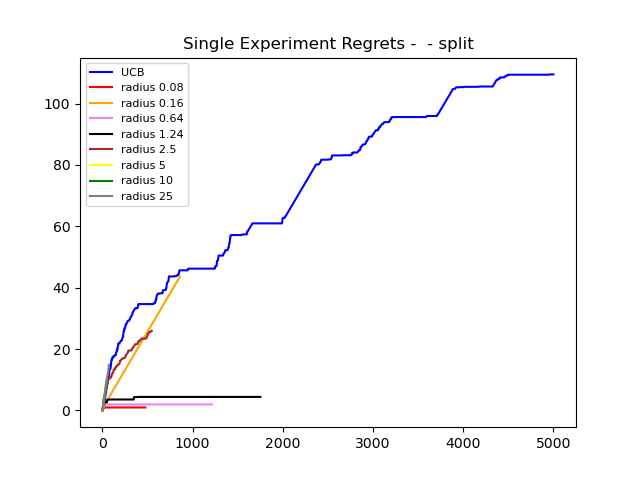 Single Experiment Regrets -  - split
UCB
radius 0.08
radius 0.16
radius 0.64
radius 1.24
radius 2.5
radius 5
radius 10
radius 25
100
80
60
40
20
0
0 1000 2000 3000 4000 5000